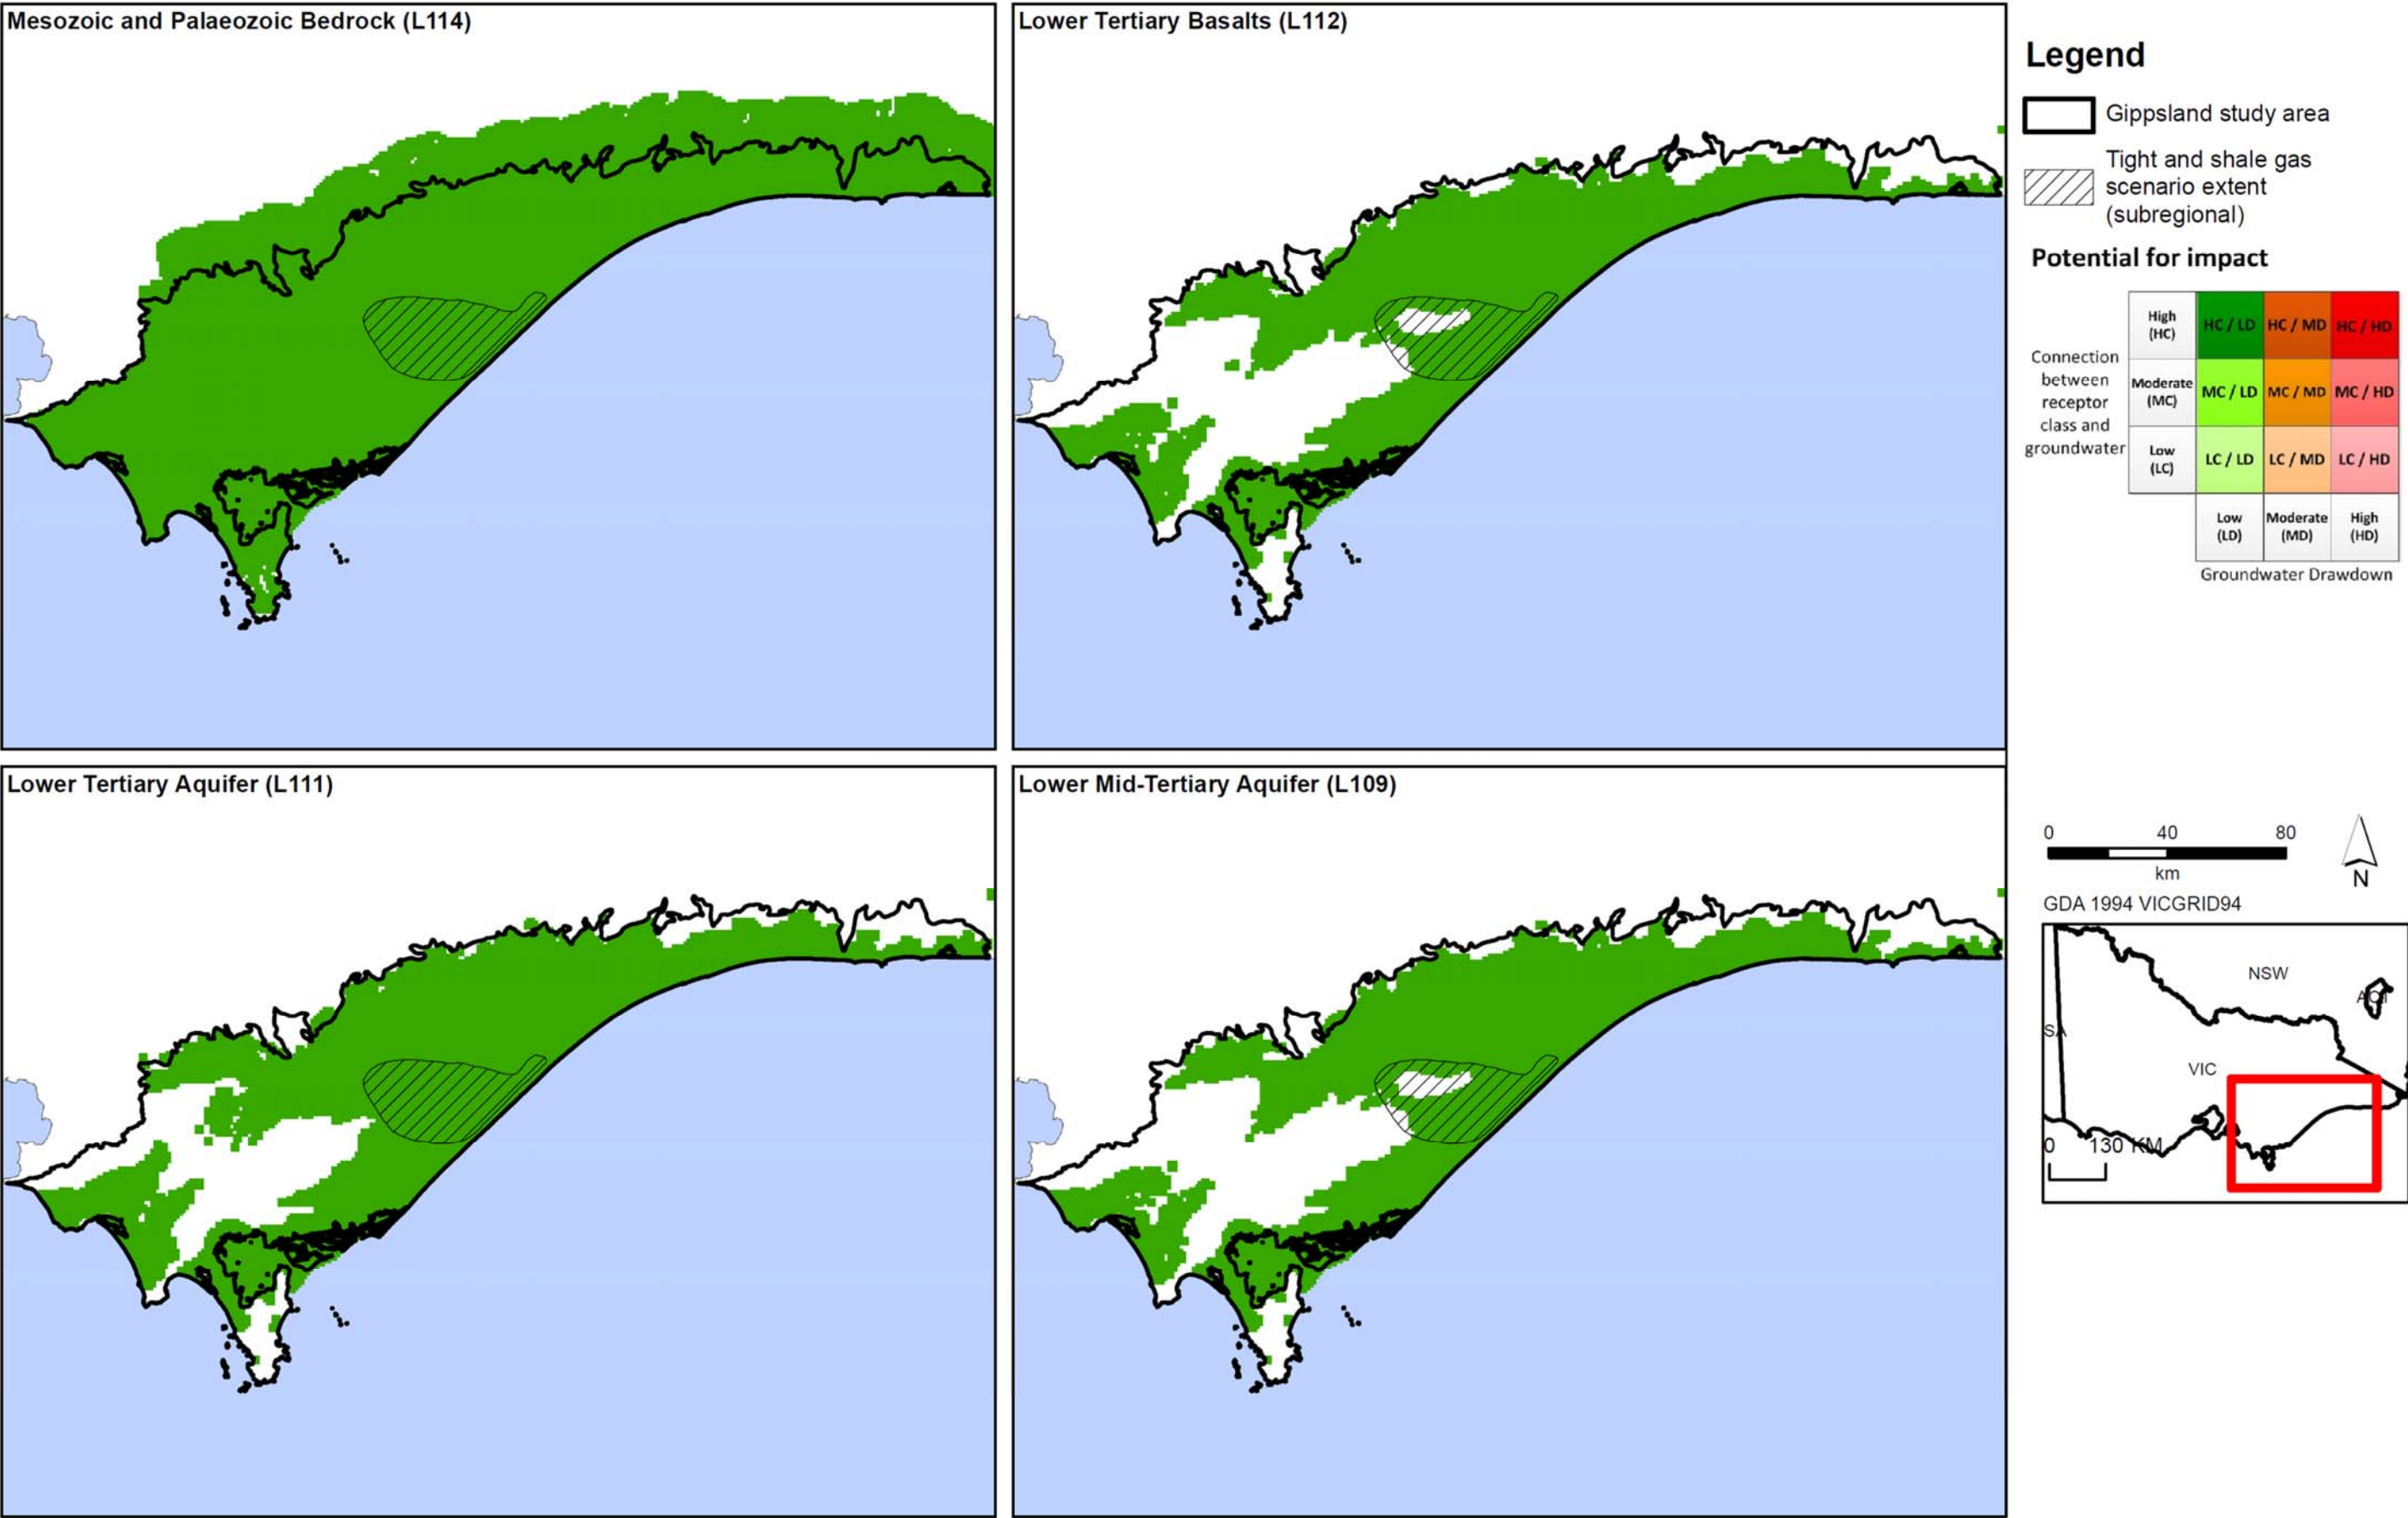 Mesozoic and Palaeozoic Bedrock (L114)
Lower Tertiary Basalts (L112)
Lower Tertiary Aquifer (L111)
Lower Mid-Tertiary Aquifer (L109)
Legend
Gippsland study area
Tight and shale gas
scenario extent
(subregional)
Potential for impact
Connection
between
receptor
class and
groundwater
High
(HC)
HC / LD
HC / MD
HC / HD
Moderate
(MC)
MC / LD
MC / MD
MC / HD
Low
(LC)
LC / LD
LC / MD
LC / HD
Low
(LD)
Moderate
(MD)
High
(HD)
Groundwater Drawdown
0 40 80
km
N
GDA 1994 VICGRID94
NSW
ACT
SA
VIC
0 130 KM